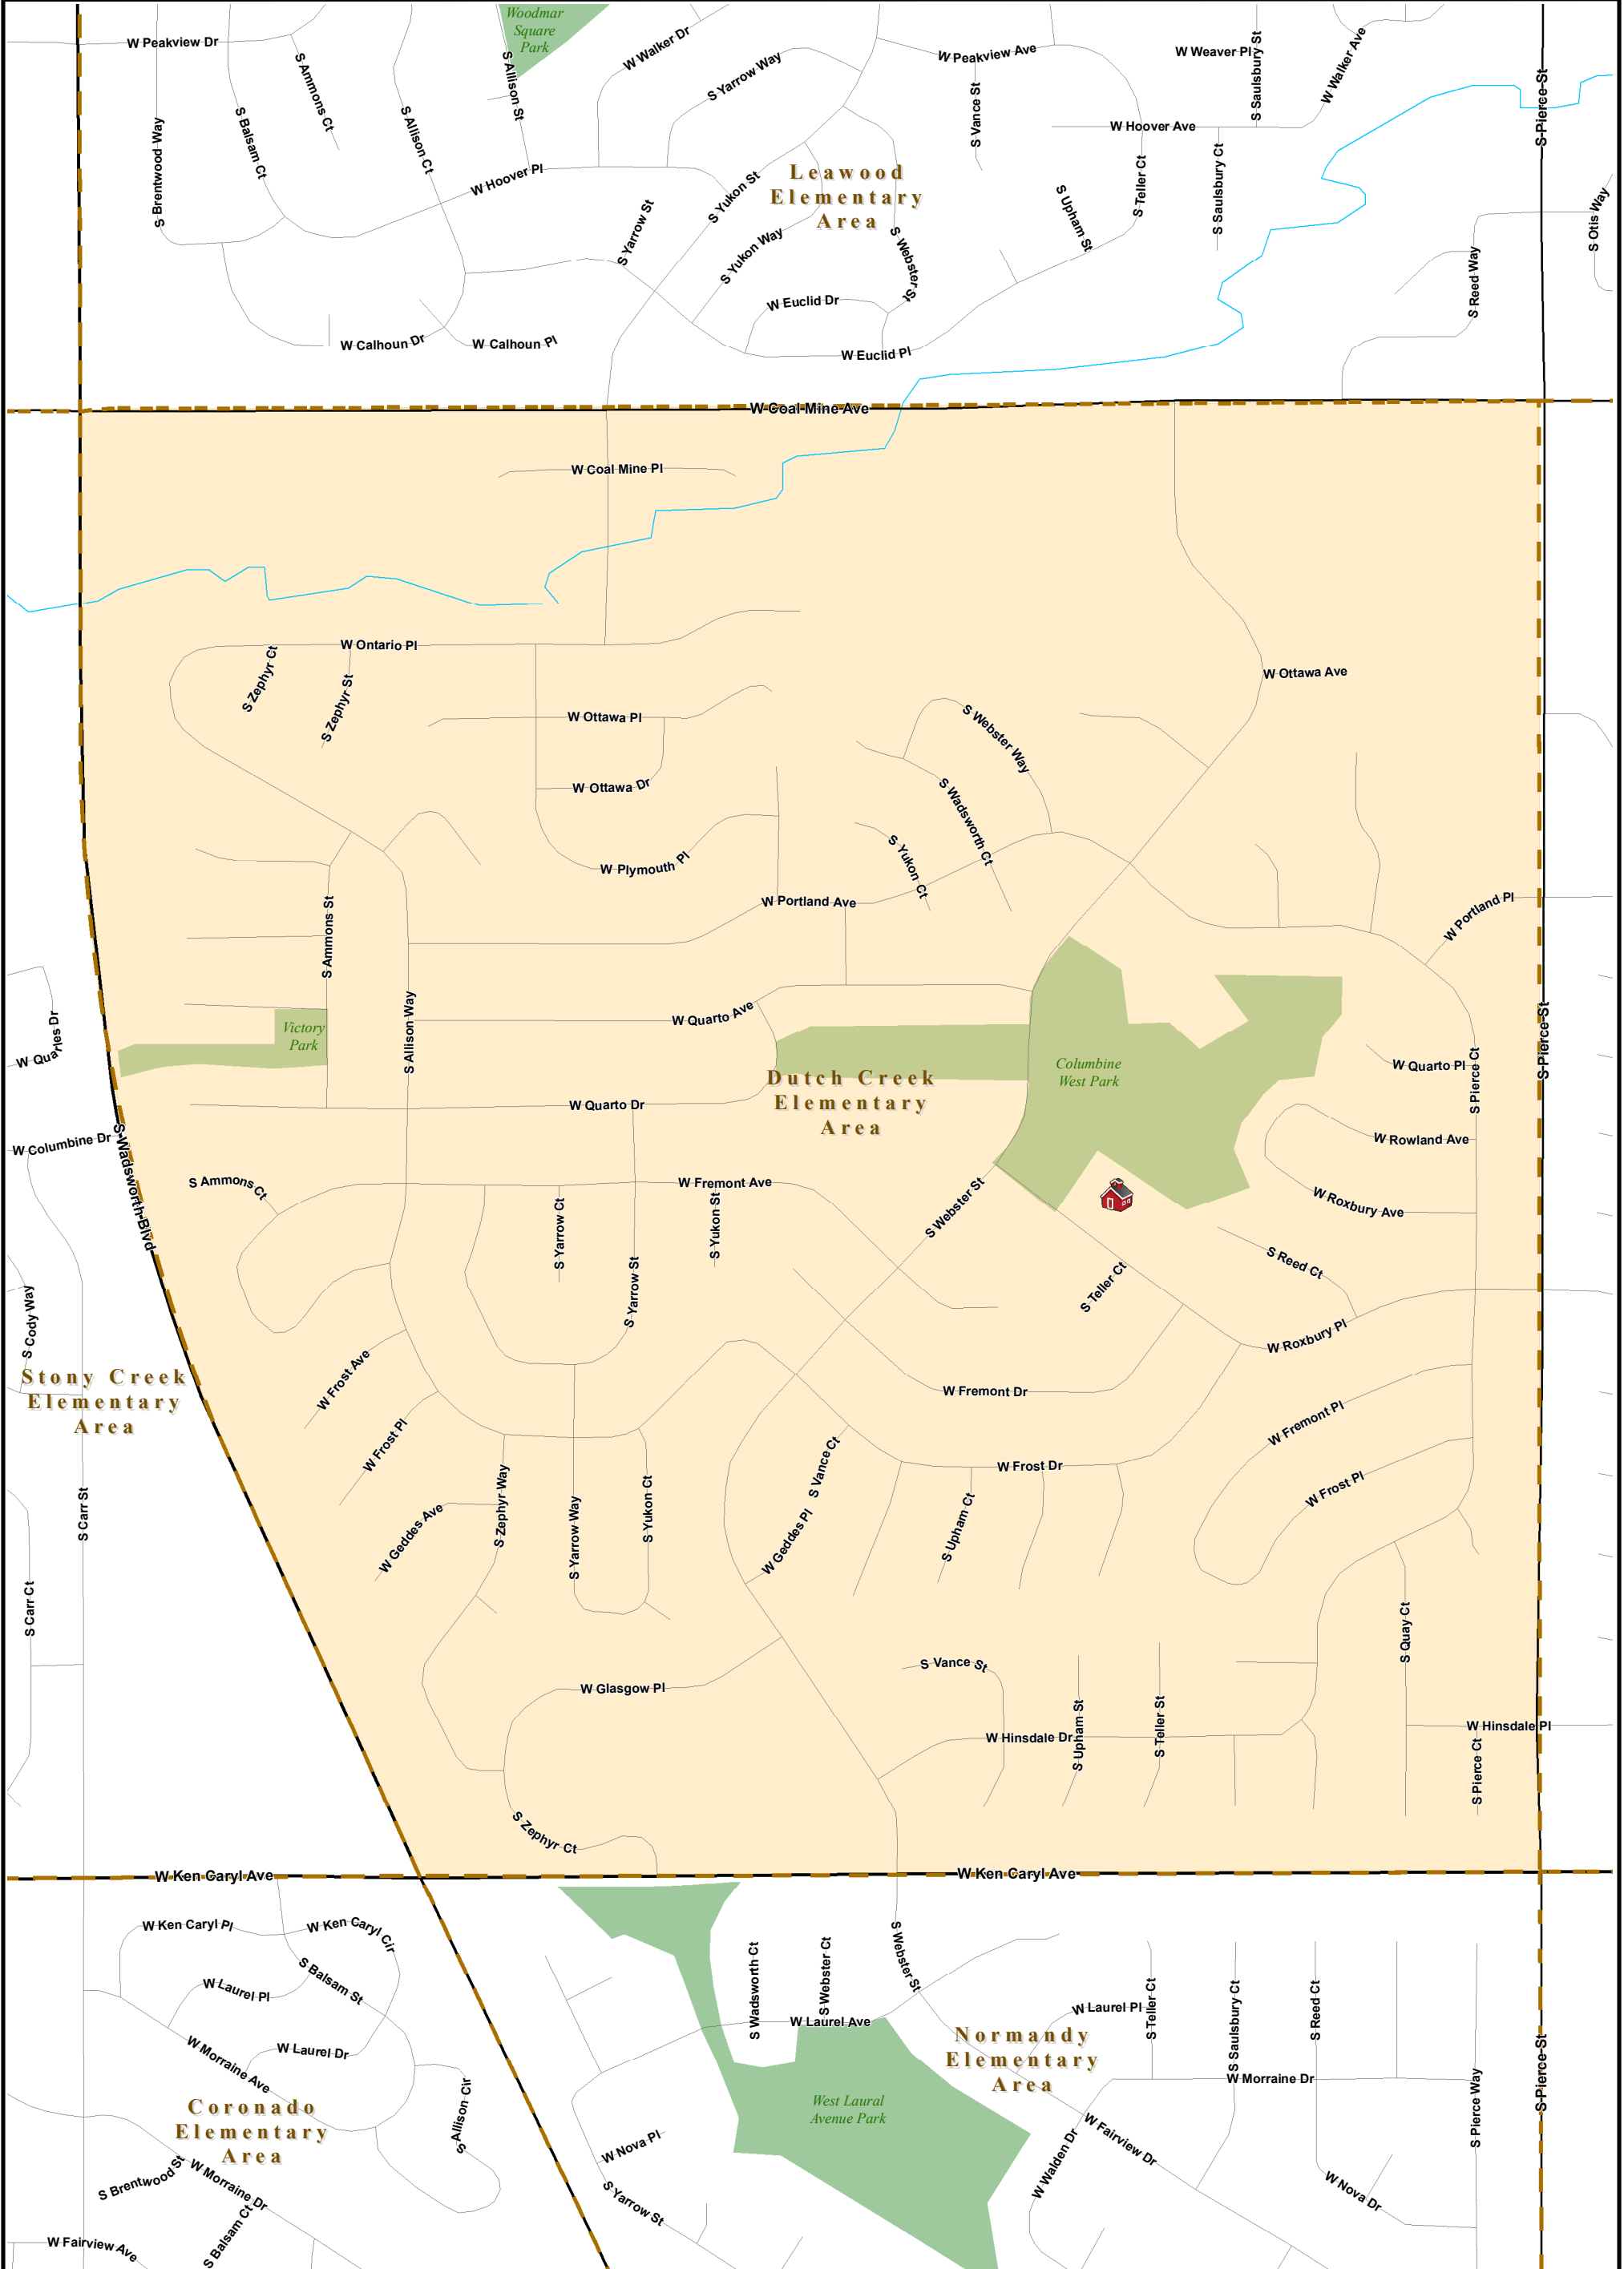 Woodmar
Square
Park
W Peakview Dr
S Ammons Ct
S Allison St
W Walker Dr
S Yarrow Way
W Peakview Ave
W Weaver Pl
S Saulsbury St
W Walker Ave
S Pierce St
S Brentwood Way
S Balsam Ct
S Allison Ct
S Vance St
W Hoover Ave
W Hoover Pl
Leawood
Elementary
Area
S Yukon St
S Teller Ct
S Saulsbury Ct
S Upham St
S Otis Way
S Yarrow St
S Yukon Way
S Webster St
S Reed Way
W Euclid Dr
W Calhoun Dr
W Calhoun Pl
W Euclid Pl
W Coal Mine Ave
W Coal Mine Pl
W Ontario Pl
S Zephyr Ct
S Zephyr St
W Ottawa Ave
W Ottawa Pl
S Webster Way
W Ottawa Dr
S Wadsworth Ct
W Plymouth Pl
S Yukon Ct
W Portland Ave
W Portland Pl
S Ammons St
W Quarles Dr
Victory
Park
S Allison Way
W Quarto Ave
S Pierce St
Columbine
West Park
W Quarto Pl
S Pierce Ct
Dutch Creek
Elementary
Area
W Quarto Dr
W Columbine Dr
S Wadsworth Blvd
W Rowland Ave
S Ammons Ct
W Fremont Ave
S Yarrow Ct
S Yukon St
S Webster St
W Roxbury Ave
S Yarrow St
S Teller Ct
S Reed Ct
S Cody Way
W Roxbury Pl
Stony Creek
Elementary
Area
W Frost Ave
W Fremont Dr
W Fremont Pl
W Frost Pl
S Vance Ct
W Frost Dr
W Frost Pl
S Carr St
W Geddes Ave
S Zephyr Way
S Yarrow Way
S Yukon Ct
W Geddes Pl
S Upham Ct
S Carr Ct
S Quay Ct
S Vance St
W Glasgow Pl
W Hinsdale Dr
S Upham St
S Teller St
W Hinsdale Pl
S Pierce Ct
S Zephyr Ct
W Ken Caryl Ave
W Ken Caryl Ave
W Ken Caryl Pl
W Ken Caryl Cir
S Balsam St
W Laurel Pl
S Wadsworth Ct
S Webster Ct
S Webster St
W Laurel Ave
W Laurel Pl
S Teller Ct
S Saulsbury Ct
S
S Reed Ct
W Laurel Dr
W Morraine Ave
Normandy
Elementary
Area
W Morraine Dr
S Pierce Way
S Pierce St
Coronado
Elementary
Area
S Allison Cir
West Laural
Avenue Park
W Nova Pl
W Walden Dr
W Fairview Dr
S Brentwood St
W Morraine Dr
S Yarrow St
W Nova Dr
S Balsam Ct
W Fairview Ave